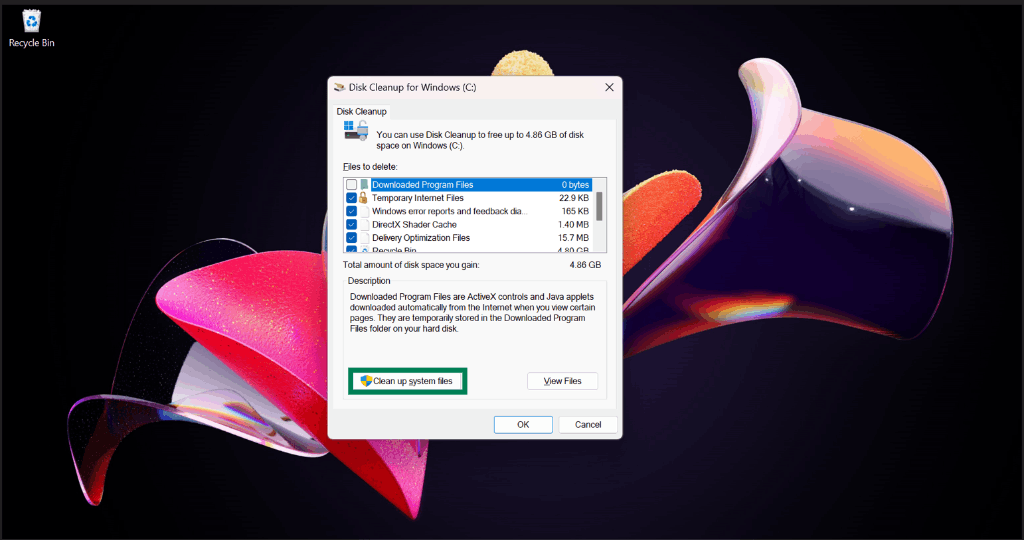 Recycle Bin
Disk Cleanup for Windows (C:)
Disk Cleanup
You can use Disk Cleanup to free up to 4.86 GB of disk
space on Windows (C:).
Files to delete:
Downloaded Program Files 0 bytes
Temporary Internet Files 22.9 KB
Windows error reports and feedback dia... 165 KB
DirectX Shader Cache 1.40 MB
Delivery Optimization Files 15.7 MB
Recycle Bin 4.80 GB
Total amount of disk space you gain: 4.86 GB
Description
Downloaded Program Files are ActiveX controls and Java applets
downloaded automatically from the Internet when you view certain
pages. They are temporarily stored in the Downloaded Program
Files folder on your hard disk.
Clean up system files View Files
OK Cancel